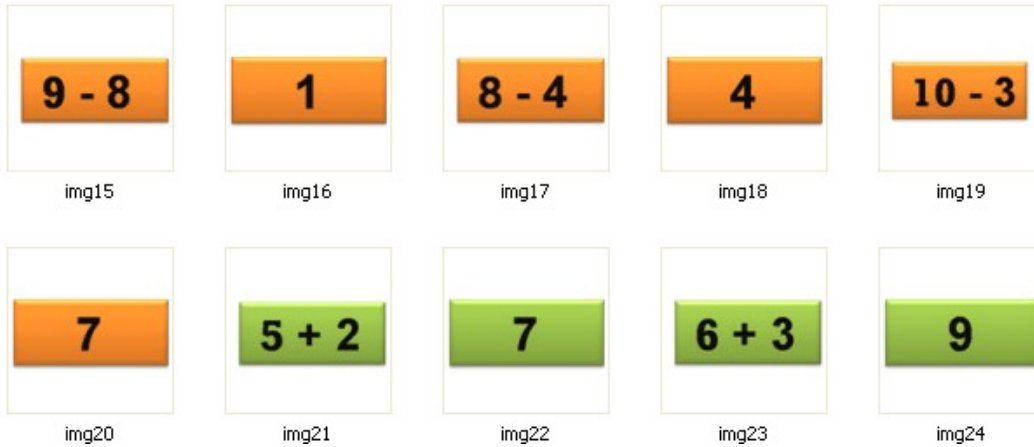 9 - 8
1
8 - 4
4
10 - 3
img15
img16
img17
img18
img19
7
5 + 2
7
6 + 3
9
img20
img21
img22
img23
img24